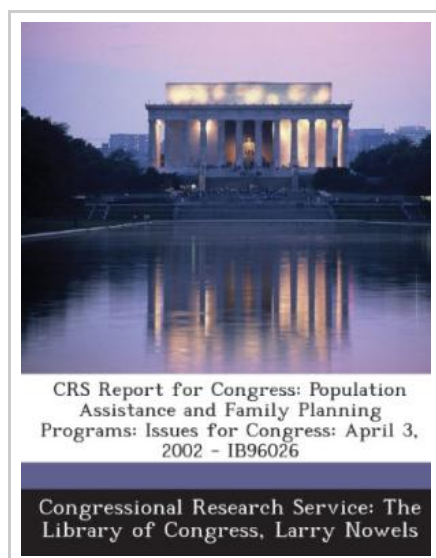 CRS Report for Congress: Population
Assistance and Family Planning
Programs: Issues for Congress: April 3,
2002 - IB96026
Congressional Research Service: The
Library of Congress, Larry Nowels